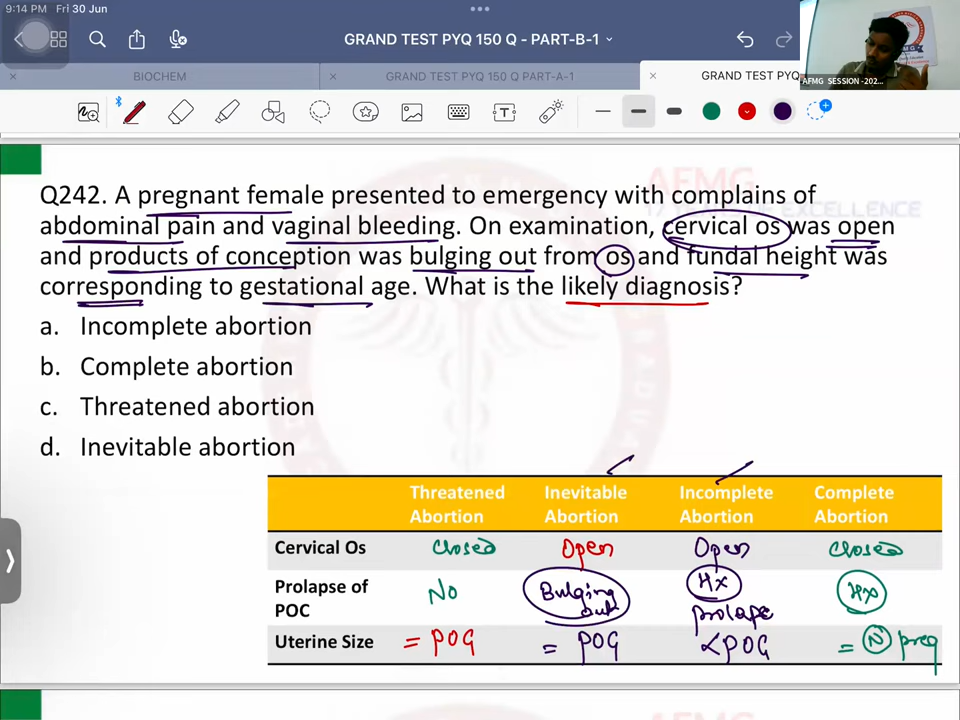 9:14 PM Fri 30 Jun
GRAND TEST PYQ 150 Q - PART-B-1
BIOCHEM
GRAND TEST PYQ 150 Q PART-A-1
GRAND TEST PYQ
AFMG SESSION -202...
AFMG
EXCELLENCE
Q242. A pregnant female presented to emergency with complains of
abdominal pain and vaginal bleeding. On examination, cervical os was open
and products of conception was bulging out from os and fundal height was
corresponding to gestational age. What is the likely diagnosis?
a. Incomplete abortion
b. Complete abortion
c. Threatened abortion
d. Inevitable abortion
Threatened Abortion Inevitable Abortion Incomplete Abortion Complete Abortion
Cervical Os Closed Open Open Closed
Prolapse of POC No Bulging out Hx prolapse Hx
Uterine Size = POG = POG <POG = N preg